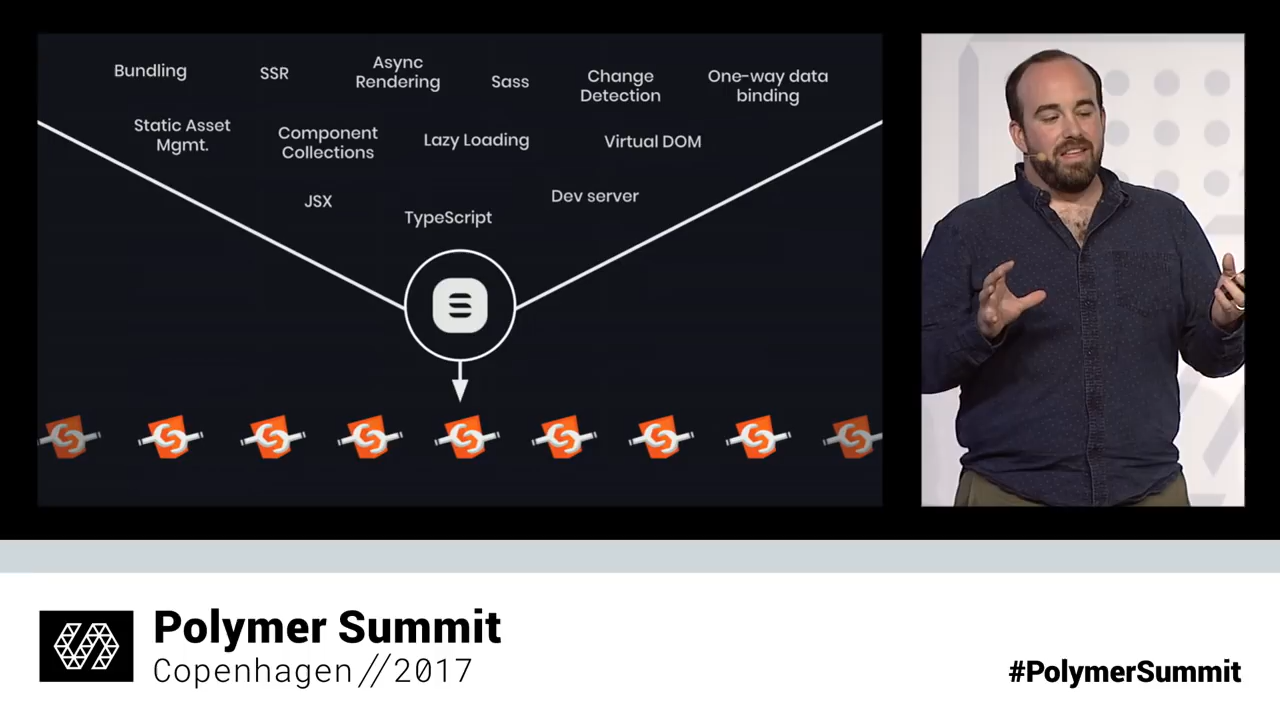 Bundling
SSR
Async
Rendering
Sass
Change
Detection
One-way data
binding
Static Asset
Mgmt.
Component
Collections
Lazy Loading
Virtual DOM
JSX
TypeScript
Dev server
Polymer Summit
Copenhagen//2017
#PolymerSummit